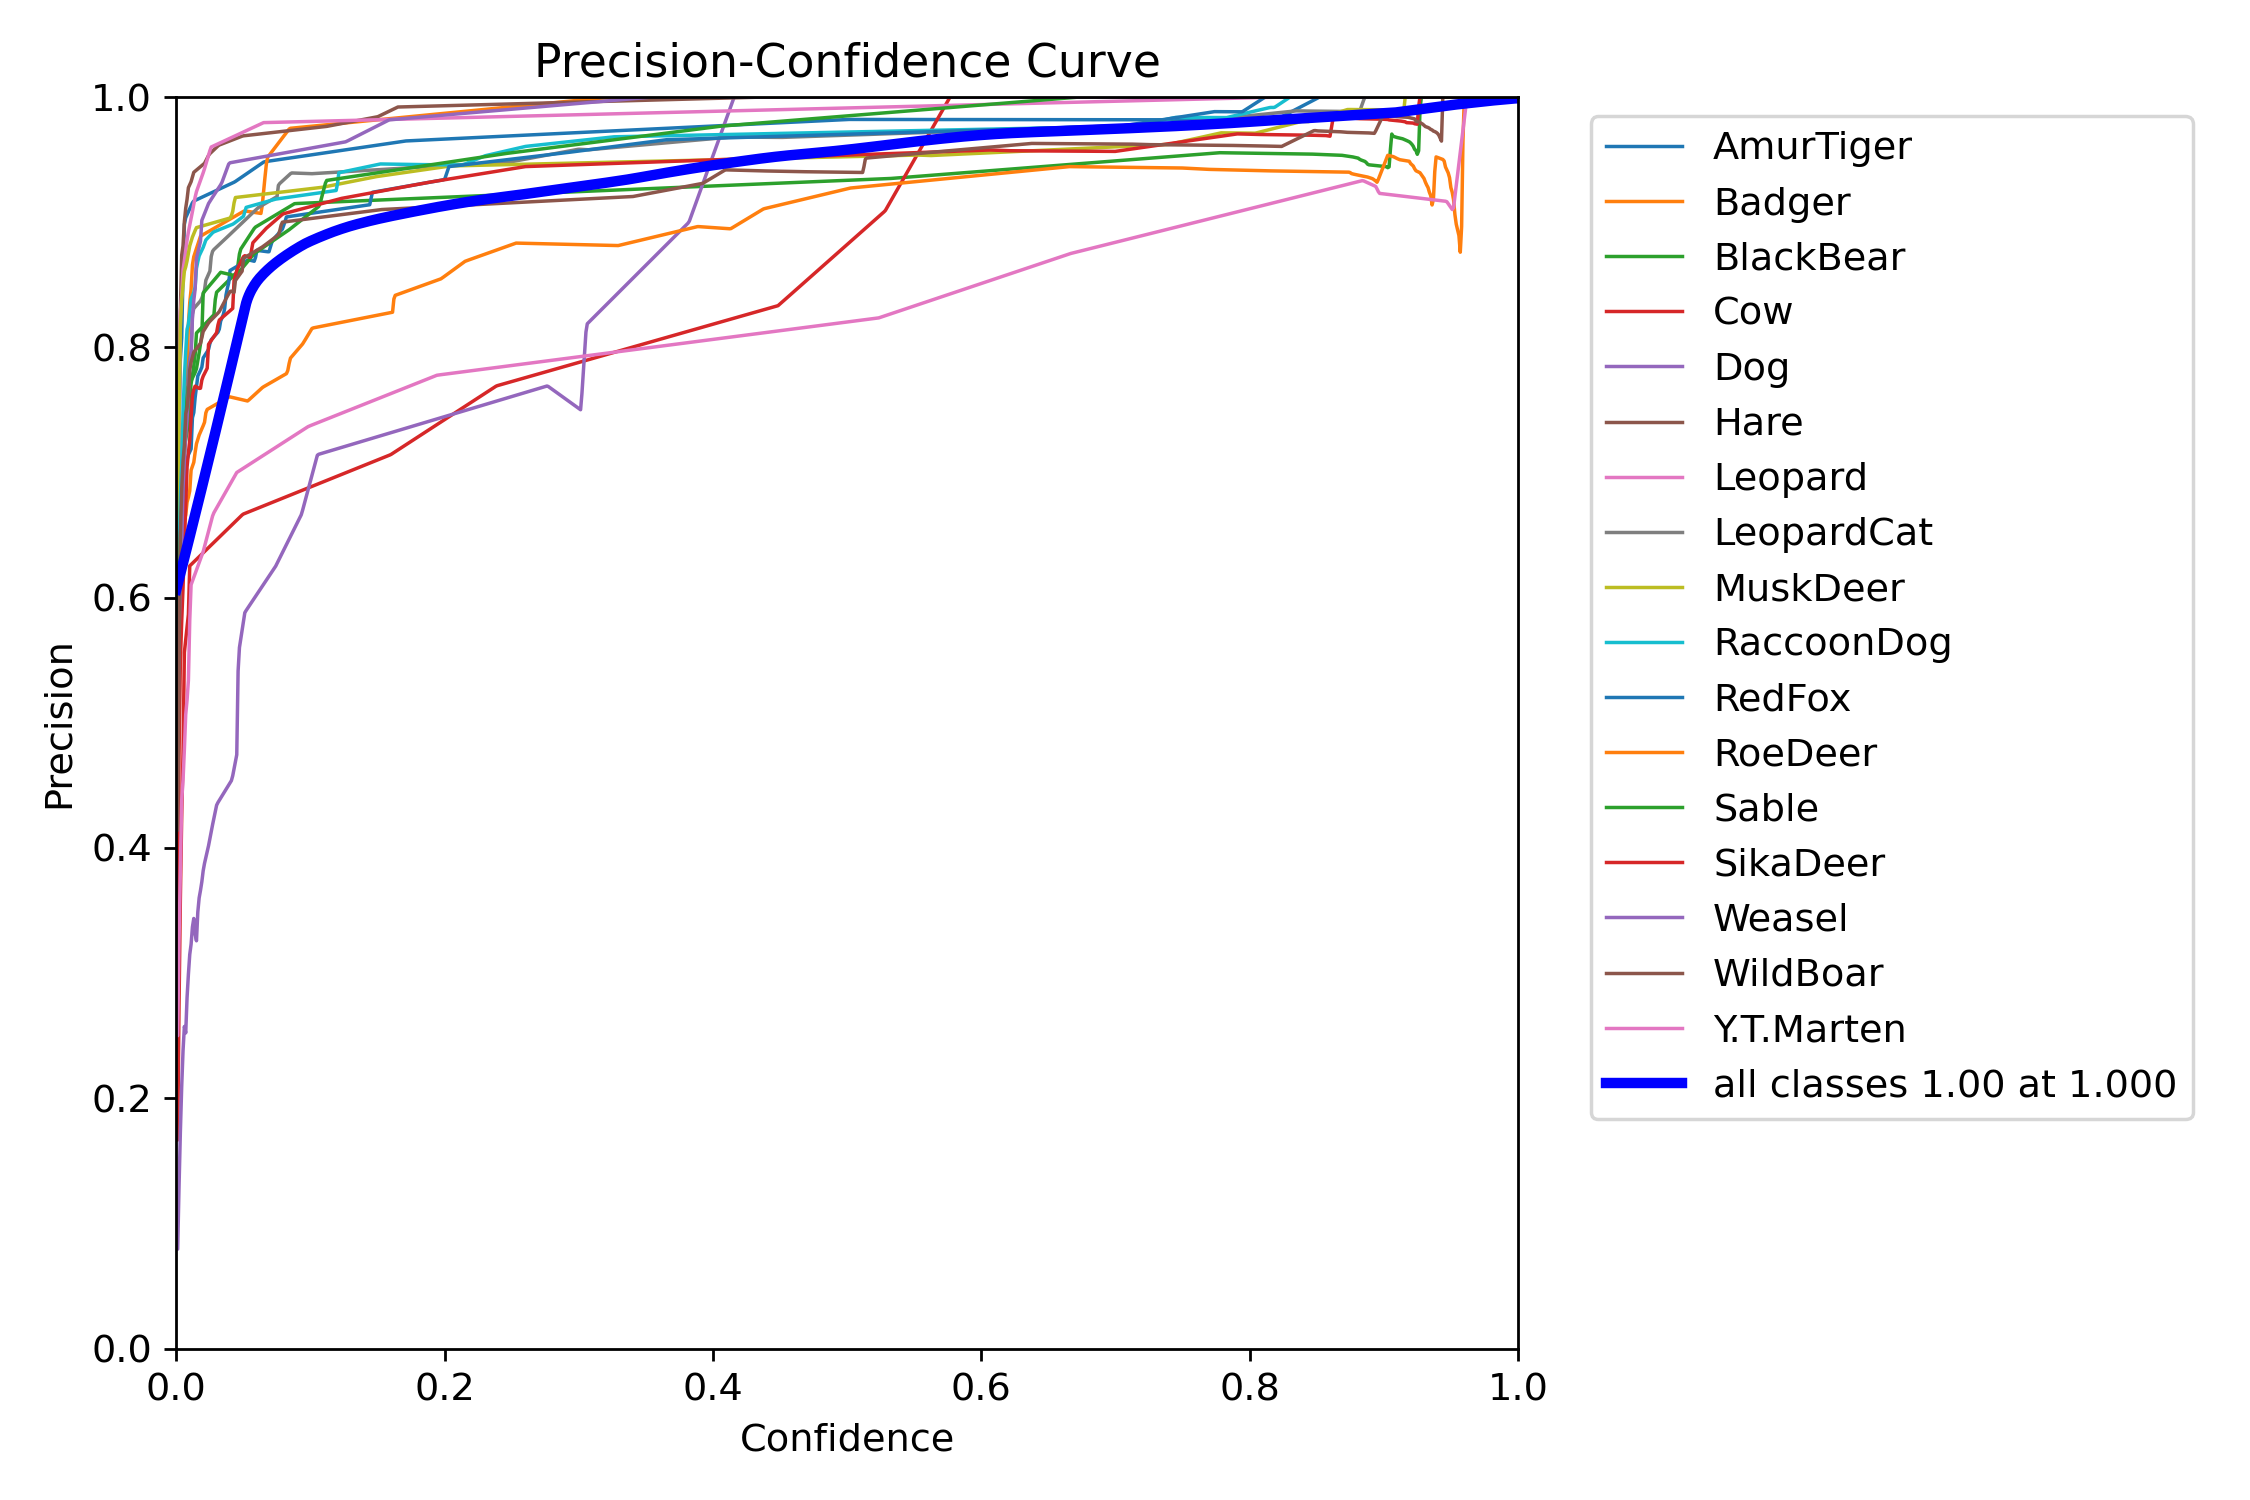 Precision-Confidence Curve
1.0
0.8
0.6
0.4
0.2
0.0
Precision
0.0 0.2 0.4 0.6 0.8 1.0
Confidence
AmurTiger
Badger
BlackBear
Cow
Dog
Hare
Leopard
LeopardCat
MuskDeer
RaccoonDog
RedFox
RoeDeer
Sable
SikaDeer
Weasel
WildBoar
Y.T.Marten
all classes 1.00 at 1.000